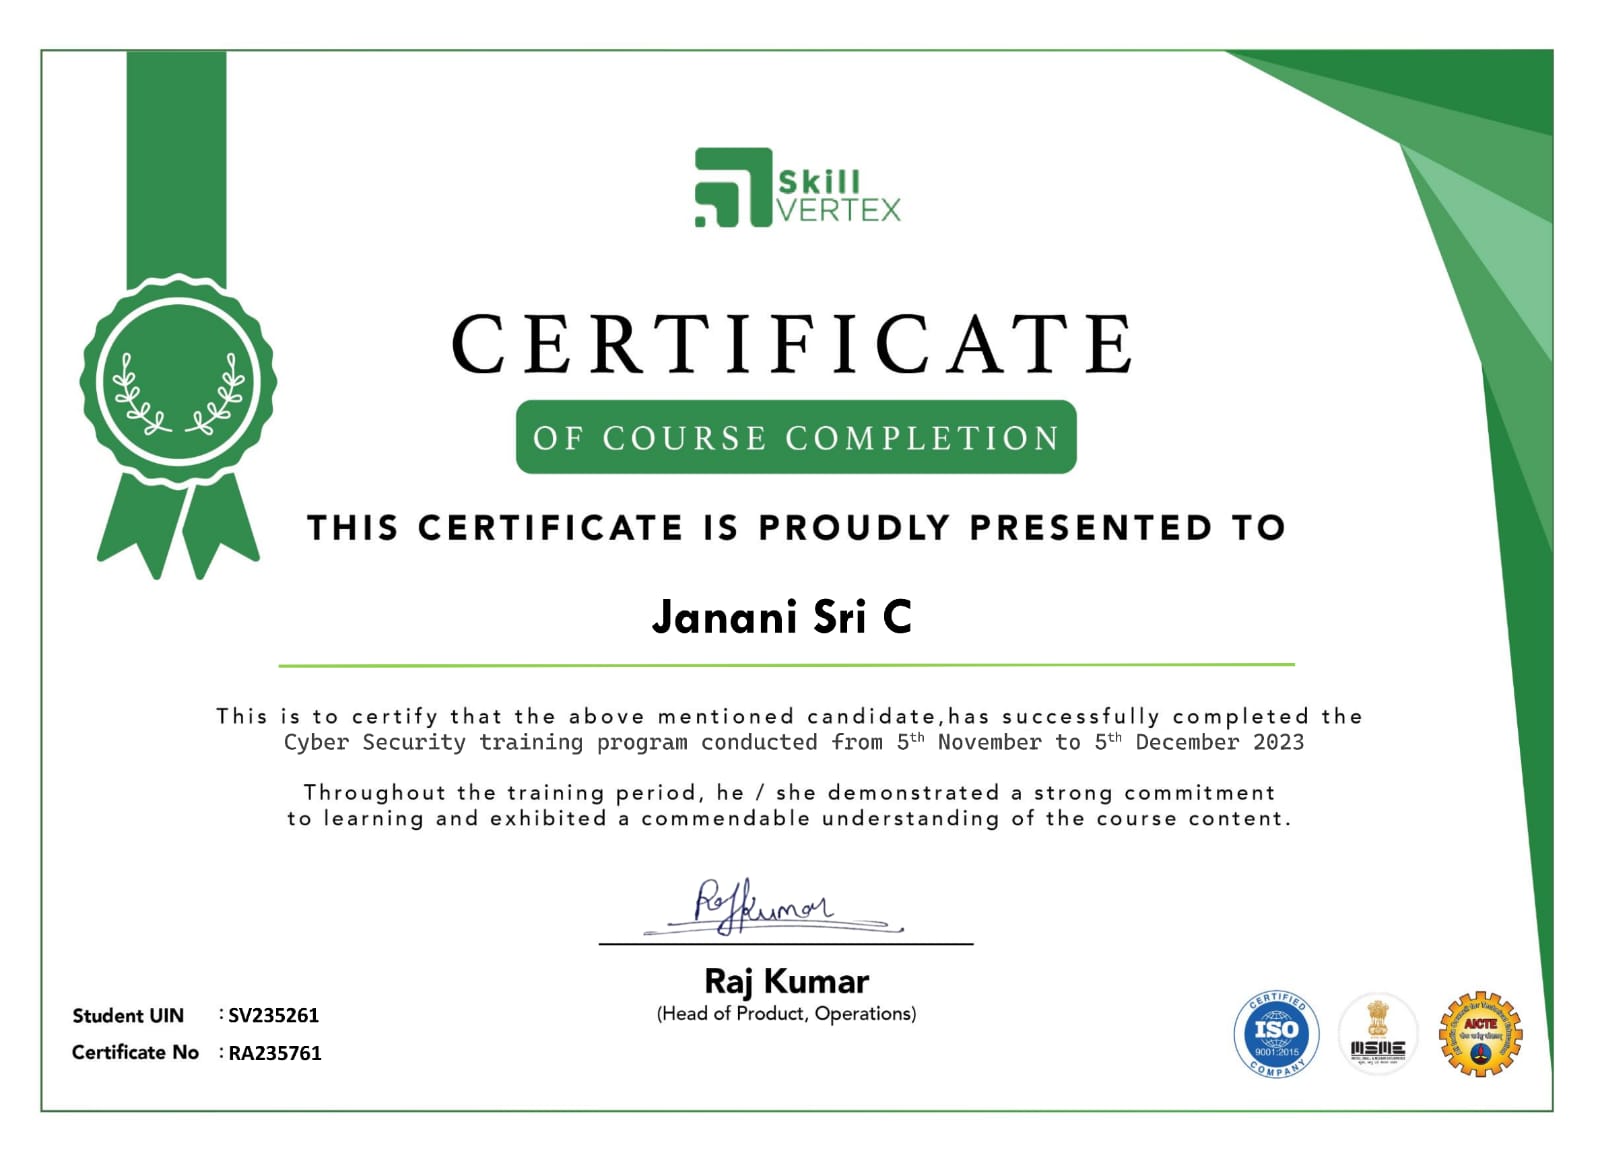 Skill
VERTEX
CERTIFICATE
OF COURSE COMPLETION
THIS CERTIFICATE IS PROUDLY PRESENTED TO
Janani Sri C
This is to certify that the above mentioned candidate,has successfully completed the
Cyber Security training program conducted from 5th November to 5th December 2023
Throughout the training period, he / she demonstrated a strong commitment
to learning and exhibited a commendable understanding of the course content.
Rajkumar
Raj Kumar
(Head of Product, Operations)
Student UIN : SV235261
Certificate No : RA235761
CERTIFIED
ISO
9001:2015
COMPANY
MSME
AICTE